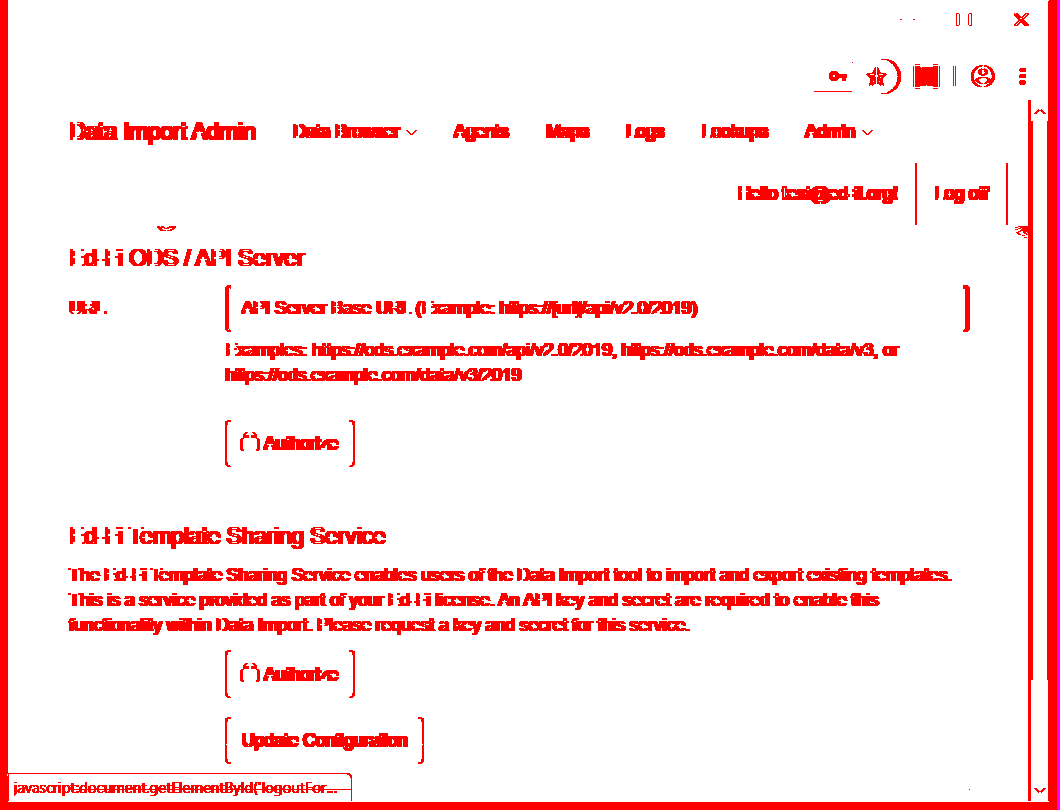 Data Import Admin Data Browser Agents Maps Logs Lookups Admin
Hello test@ed-fi.org! Log off
Ed-Fi ODS / API Server
URL API Server Base URL (Example: https://[url]/api/v2.0/2019)
Examples: https://ods.example.com/api/v2.0/2019, https://ods.example.com/data/v3, or
https://ods.example.com/data/v3/2019
Authorize
Ed-Fi Template Sharing Service
The Ed-Fi Template Sharing Service enables users of the Data Import tool to import and export existing templates.
This is a service provided as part of your Ed-Fi license. An API key and secret are required to enable this
functionality within Data Import. Please request a key and secret for this service.
Authorize
Update Configuration
javascript:document.getElementById("logoutFor...